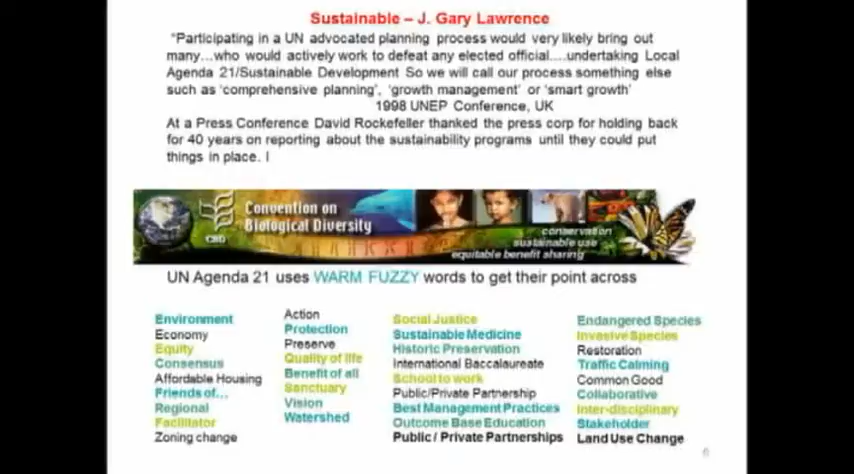 Sustainable – J. Gary Lawrence
"Participating in a UN advocated planning process would very likely bring out
many…who would actively work to defeat any elected official….undertaking Local
Agenda 21/Sustainable Development So we will call our process something else
such as 'comprehensive planning', 'growth management' or 'smart growth'
1998 UNEP Conference, UK
At a Press Conference David Rockefeller thanked the press corp for holding back
for 40 years on reporting about the sustainability programs until they could put
things in place. I
CBD
Convention on
Biological Diversity
conservation
sustainable use
equitable benefit sharing
UN Agenda 21 uses WARM FUZZY words to get their point across
Environment
Economy
Equity
Consensus
Affordable Housing
Friends of…
Regional
Facilitator
Zoning change
Action
Protection
Preserve
Quality of life
Benefit of all
Sanctuary
Vision
Watershed
Social Justice
Sustainable Medicine
Historic Preservation
International Baccalaureate
School to work
Public/Private Partnership
Best Management Practices
Outcome Base Education
Public / Private Partnerships
Endangered Species
Invasive Species
Restoration
Traffic Calming
Common Good
Collaborative
Inter-disciplinary
Stakeholder
Land Use Change
6